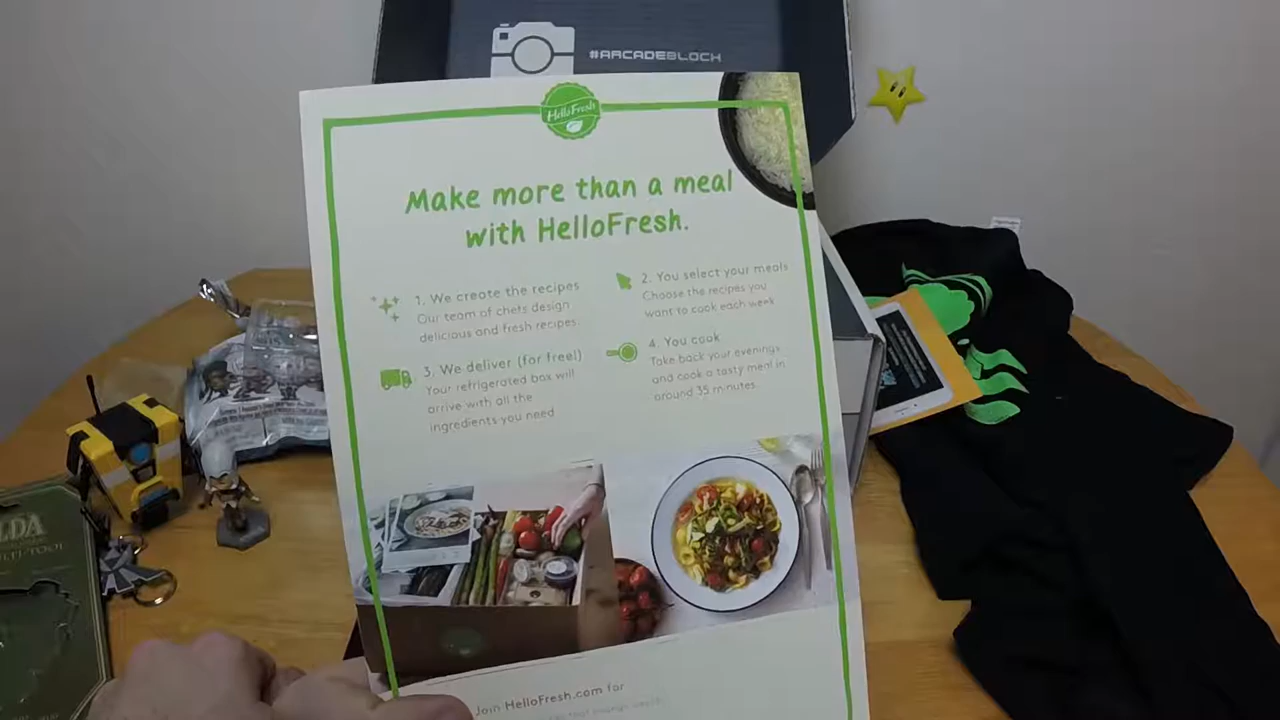 #ARCADEBLOCK
HelloFresh
Make more than a meal
with HelloFresh.
1. We create the recipes
Our team of chefs design
delicious and fresh recipes.
2. You select your meals
Choose the recipes you
want to cook each week
3. We deliver (for free!)
Your refrigerated box will
arrive with all the
ingredients you need
4. You cook
Take back your evenings
and cook a tasty meal in
around 35 minutes.
Join HelloFresh.com for
LDA